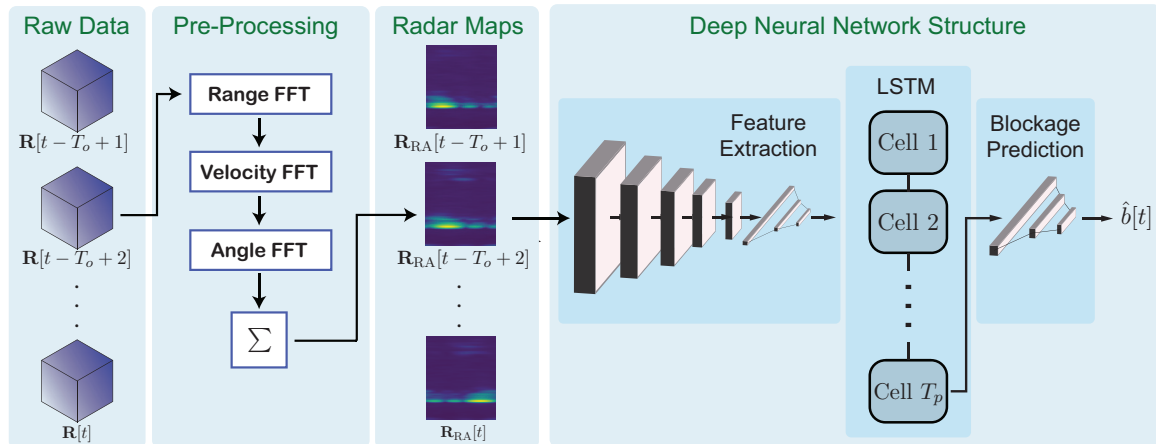 Raw Data
R[t − T_o + 1]
R[t − T_o + 2]
R[t]
Pre-Processing
Range FFT
Velocity FFT
Angle FFT
∑
Radar Maps
R_RA[t − T_o + 1]
R_RA[t − T_o + 2]
R_RA[t]
Deep Neural Network Structure
Feature
Extraction
LSTM
Cell 1
Cell 2
Cell T_p
Blockage
Prediction
b̂[t]